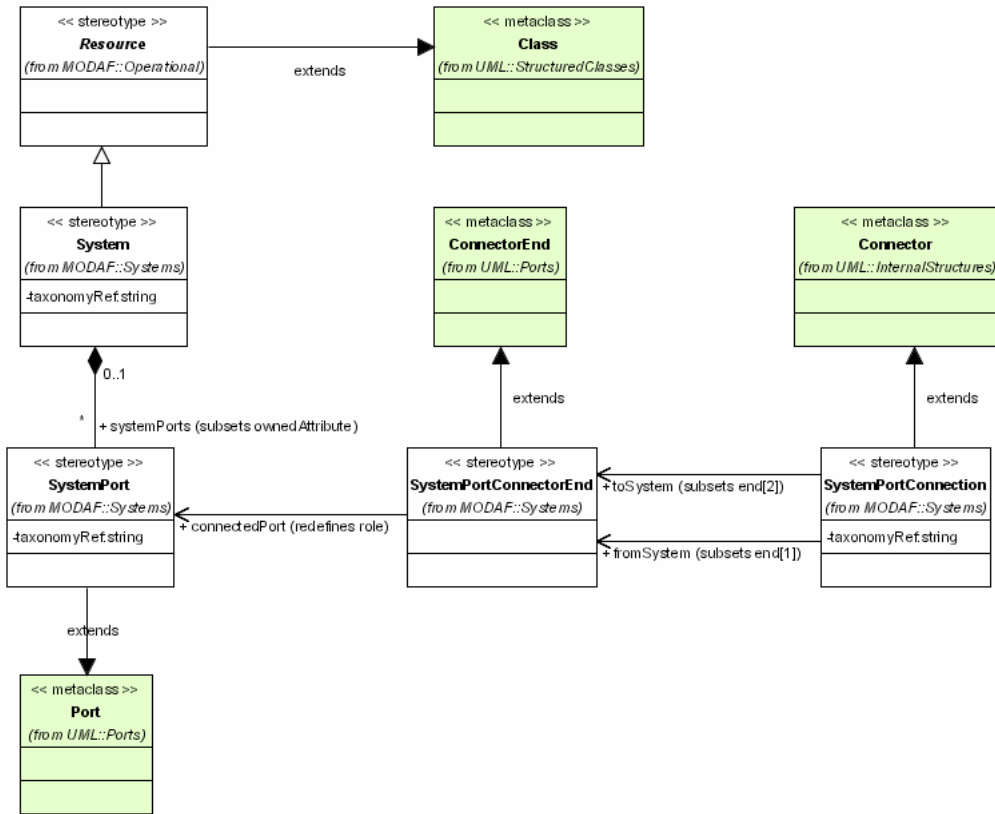 << stereotype >>
Resource
(from MODAF::Operational)
<< metaclass >>
Class
(from UML::StructuredClasses)
extends
<< stereotype >>
System
(from MODAF::Systems)
-taxonomyRef:string
<< metaclass >>
ConnectorEnd
(from UML::Ports)
<< metaclass >>
Connector
(from UML::InternalStructures)
0..1
extends
extends
*
+ systemPorts (subsets ownedAttribute)
<< stereotype >>
SystemPort
(from MODAF::Systems)
-taxonomyRef:string
+ connectedPort (redefines role)
<< stereotype >>
SystemPortConnectorEnd
(from MODAF::Systems)
+ toSystem (subsets end[2])
+ fromSystem (subsets end[1])
<< stereotype >>
SystemPortConnection
(from MODAF::Systems)
-taxonomyRef:string
extends
<< metaclass >>
Port
(from UML::Ports)